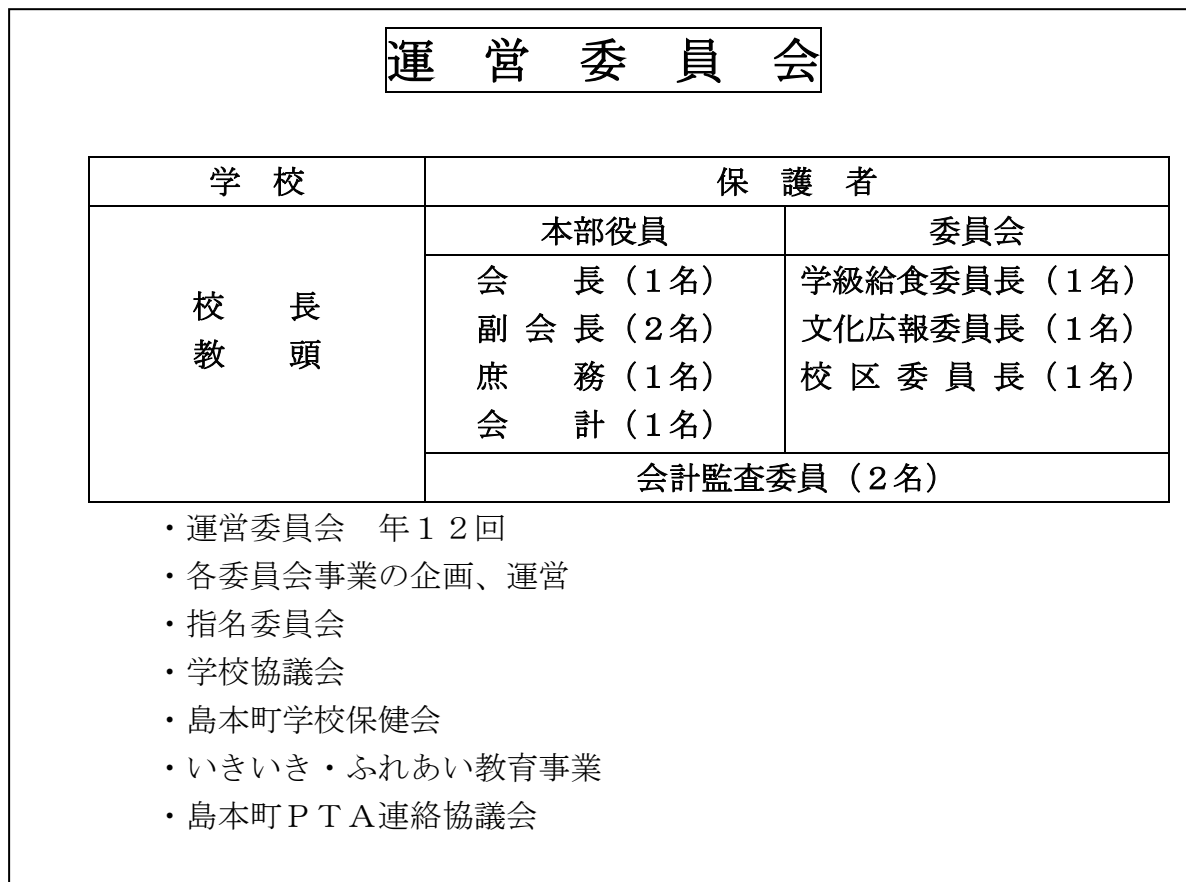 運　営　委　員　会
学　校
保　護　者
本部役員
委員会
校　　長
教　　頭
会　　長（１名）
副 会 長（２名）
庶　　務（１名）
会　　計（１名）
学級給食委員長（１名）
文化広報委員長（１名）
校 区 委 員 長（１名）
会計監査委員（２名）
・運営委員会　年１２回
・各委員会事業の企画、運営
・指名委員会
・学校協議会
・島本町学校保健会
・いきいき・ふれあい教育事業
・島本町ＰＴＡ連絡協議会